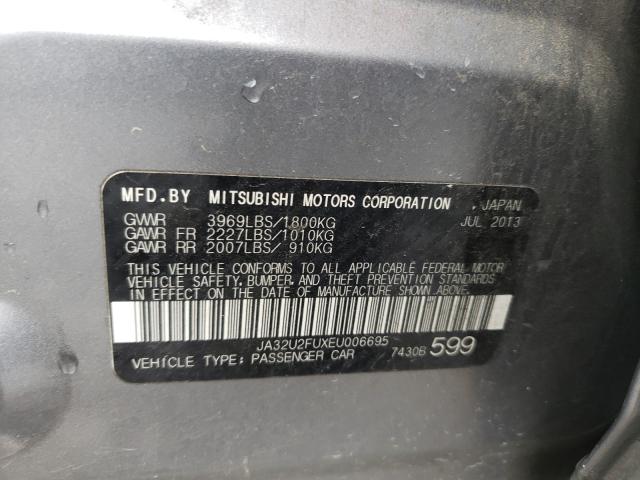 MFD.BY MITSUBISHI MOTORS CORPORATION JAPAN
GVWR 3969LBS/1800KG JUL 2013
GAWR FR 2227LBS/1010KG
GAWR RR 2007LBS/ 910KG
THIS VEHICLE CONFORMS TO ALL APPLICABLE FEDERAL MOTOR
VEHICLE SAFETY, BUMPER, AND THEFT PREVENTION STANDARDS
IN EFFECT ON THE DATE OF MANUFACTURE SHOWN ABOVE.
JA32U2FUXEU006695
VEHICLE TYPE: PASSENGER CAR 7430B 599